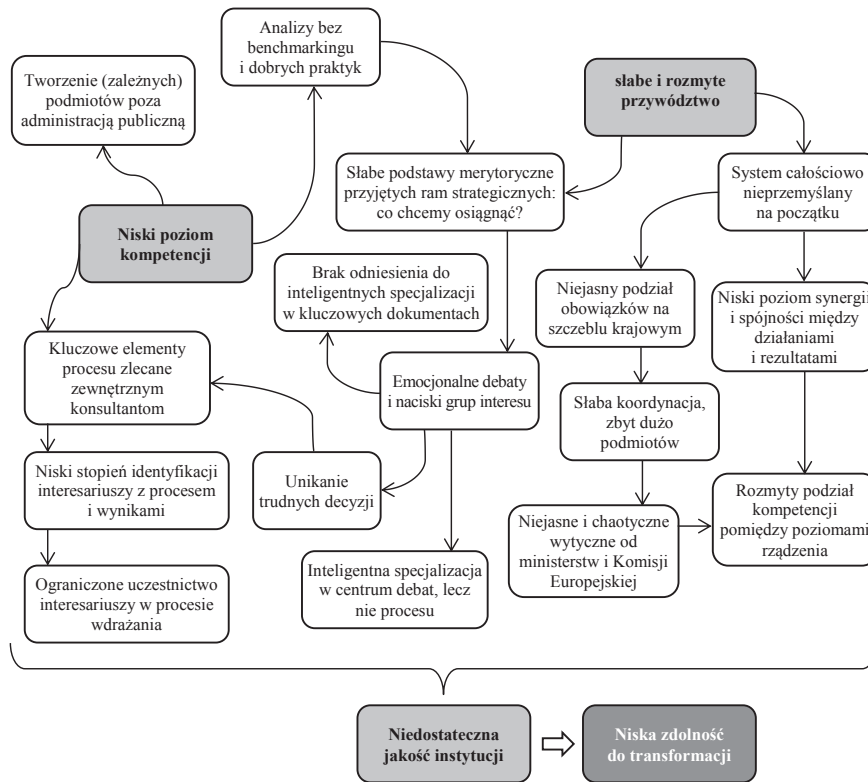 Analizy bez
benchmarkingu
i dobrych praktyk
Tworzenie (zależnych)
podmiotów poza
administracją publiczną
słabe i rozmyte
przywództwo
Słabe podstawy merytoryczne
przyjętych ram strategicznych:
co chcemy osiągnąć?
System całościowo
nieprzemyślany
na początku
Niski poziom
kompetencji
Brak odniesienia do
inteligentnych specjalizacji
w kluczowych dokumentach
Niejasny podział
obowiązków na
szczeblu krajowym
Niski poziom synergii
i spójności między
działaniami
i rezultatami
Kluczowe elementy
procesu zlecane
zewnętrznym
konsultantom
Emocjonalne debaty
i naciski grup interesu
Słaba koordynacja,
zbyt dużo
podmiotów
Niski stopień identyfikacji
interesariuszy z procesem
i wynikami
Unikanie
trudnych decyzji
Rozmyty podział
kompetencji
pomiędzy poziomami
rządzenia
Niejasne i chaotyczne
wytyczne od
ministerstw i Komisji
Europejskiej
Ograniczone uczestnictwo
interesariuszy w procesie
wdrażania
Inteligentna specjalizacja
w centrum debat, lecz
nie procesu
Niedostateczna
jakość instytucji
Niska zdolność
do transformacji